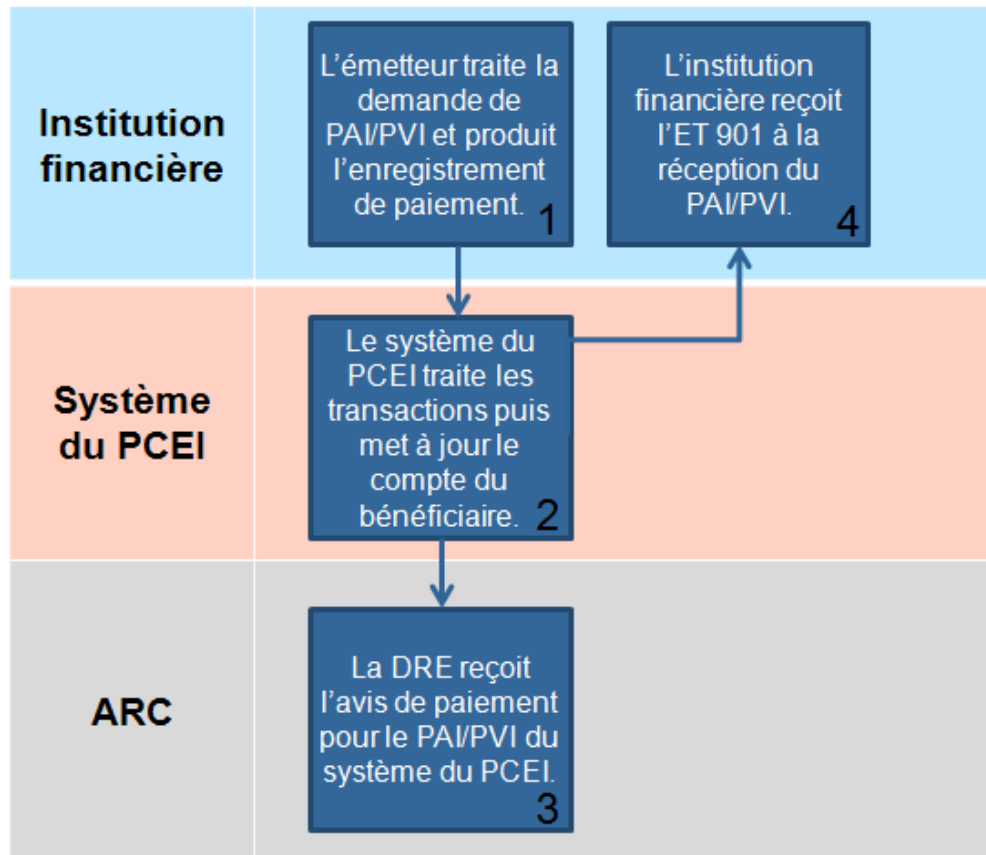 Institution
financière
L'émetteur traite la
demande de
PAI/PVI et produit
l'enregistrement
de paiement.
1
L'institution
financière reçoit
l'ET 901 à la
réception du
PAI/PVI.
4
Système
du PCEI
Le système du
PCEI traite les
transactions puis
met à jour le
compte du
bénéficiaire.
2
ARC
La DRE reçoit
l'avis de paiement
pour le PAI/PVI du
système du PCEI.
3